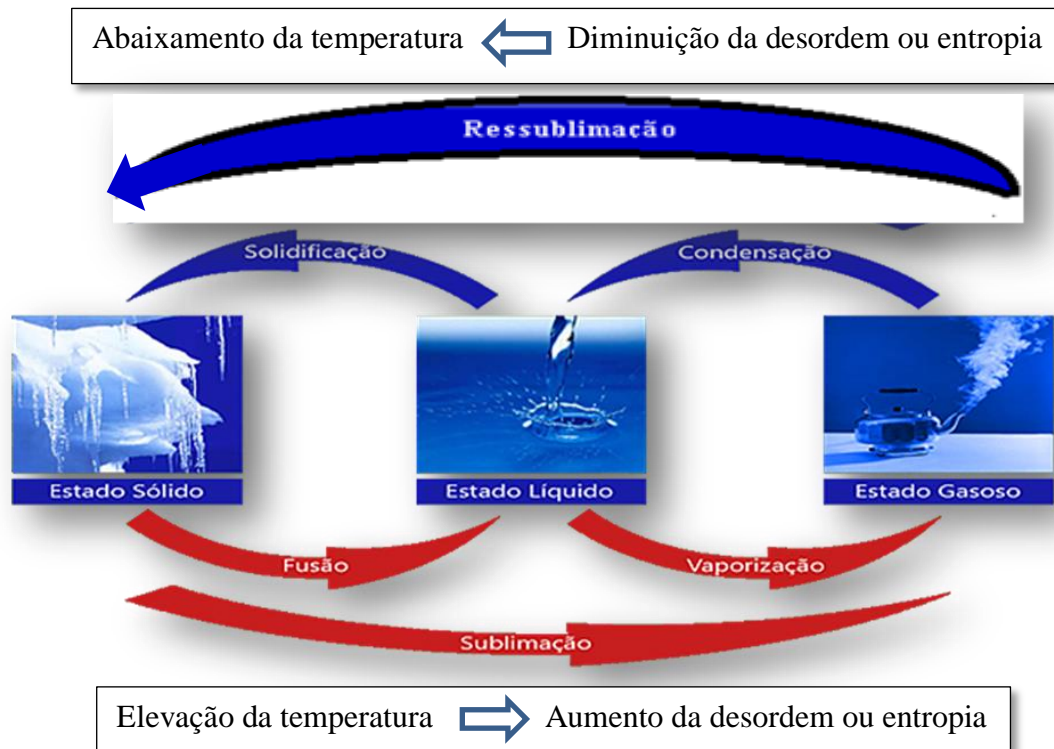 Abaixamento da temperatura Diminuição da desordem ou entropia
Ressublimação
Solidificação
Condensação
Estado Sólido
Estado Líquido
Estado Gasoso
Fusão
Vaporização
Sublimação
Elevação da temperatura Aumento da desordem ou entropia